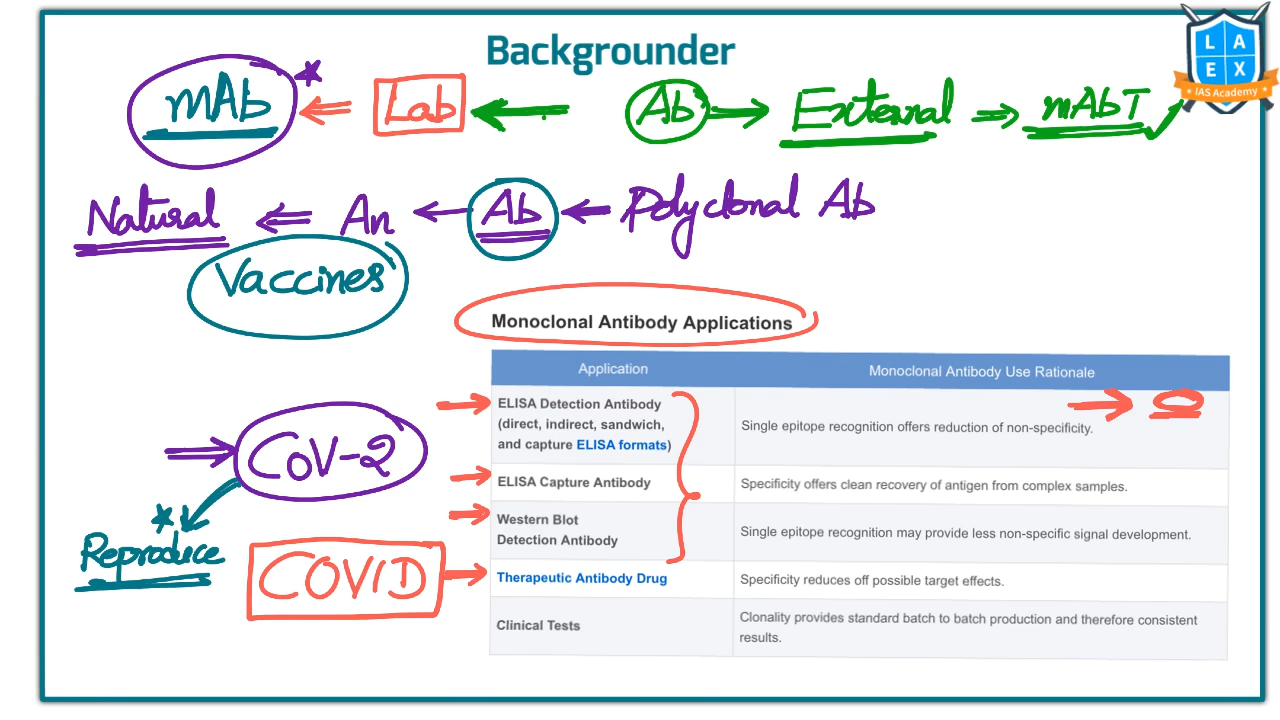 Backgrounder
L A
E X
IAS Academy
mAb ⇐ Lab ← Ab → External ⇒ mAbT
Natural ⇐ An ← Ab ← Polyclonal Ab
Vaccines
Monoclonal Antibody Applications
Application Monoclonal Antibody Use Rationale
ELISA Detection Antibody
(direct, indirect, sandwich,
and capture ELISA formats)
Single epitope recognition offers reduction of non-specificity.
CoV-2
ELISA Capture Antibody Specificity offers clean recovery of antigen from complex samples.
Western Blot
Detection Antibody
Single epitope recognition may provide less non-specific signal development.
Reproduce
COVID
Therapeutic Antibody Drug Specificity reduces off possible target effects.
Clinical Tests
Clonality provides standard batch to batch production and therefore consistent
results.